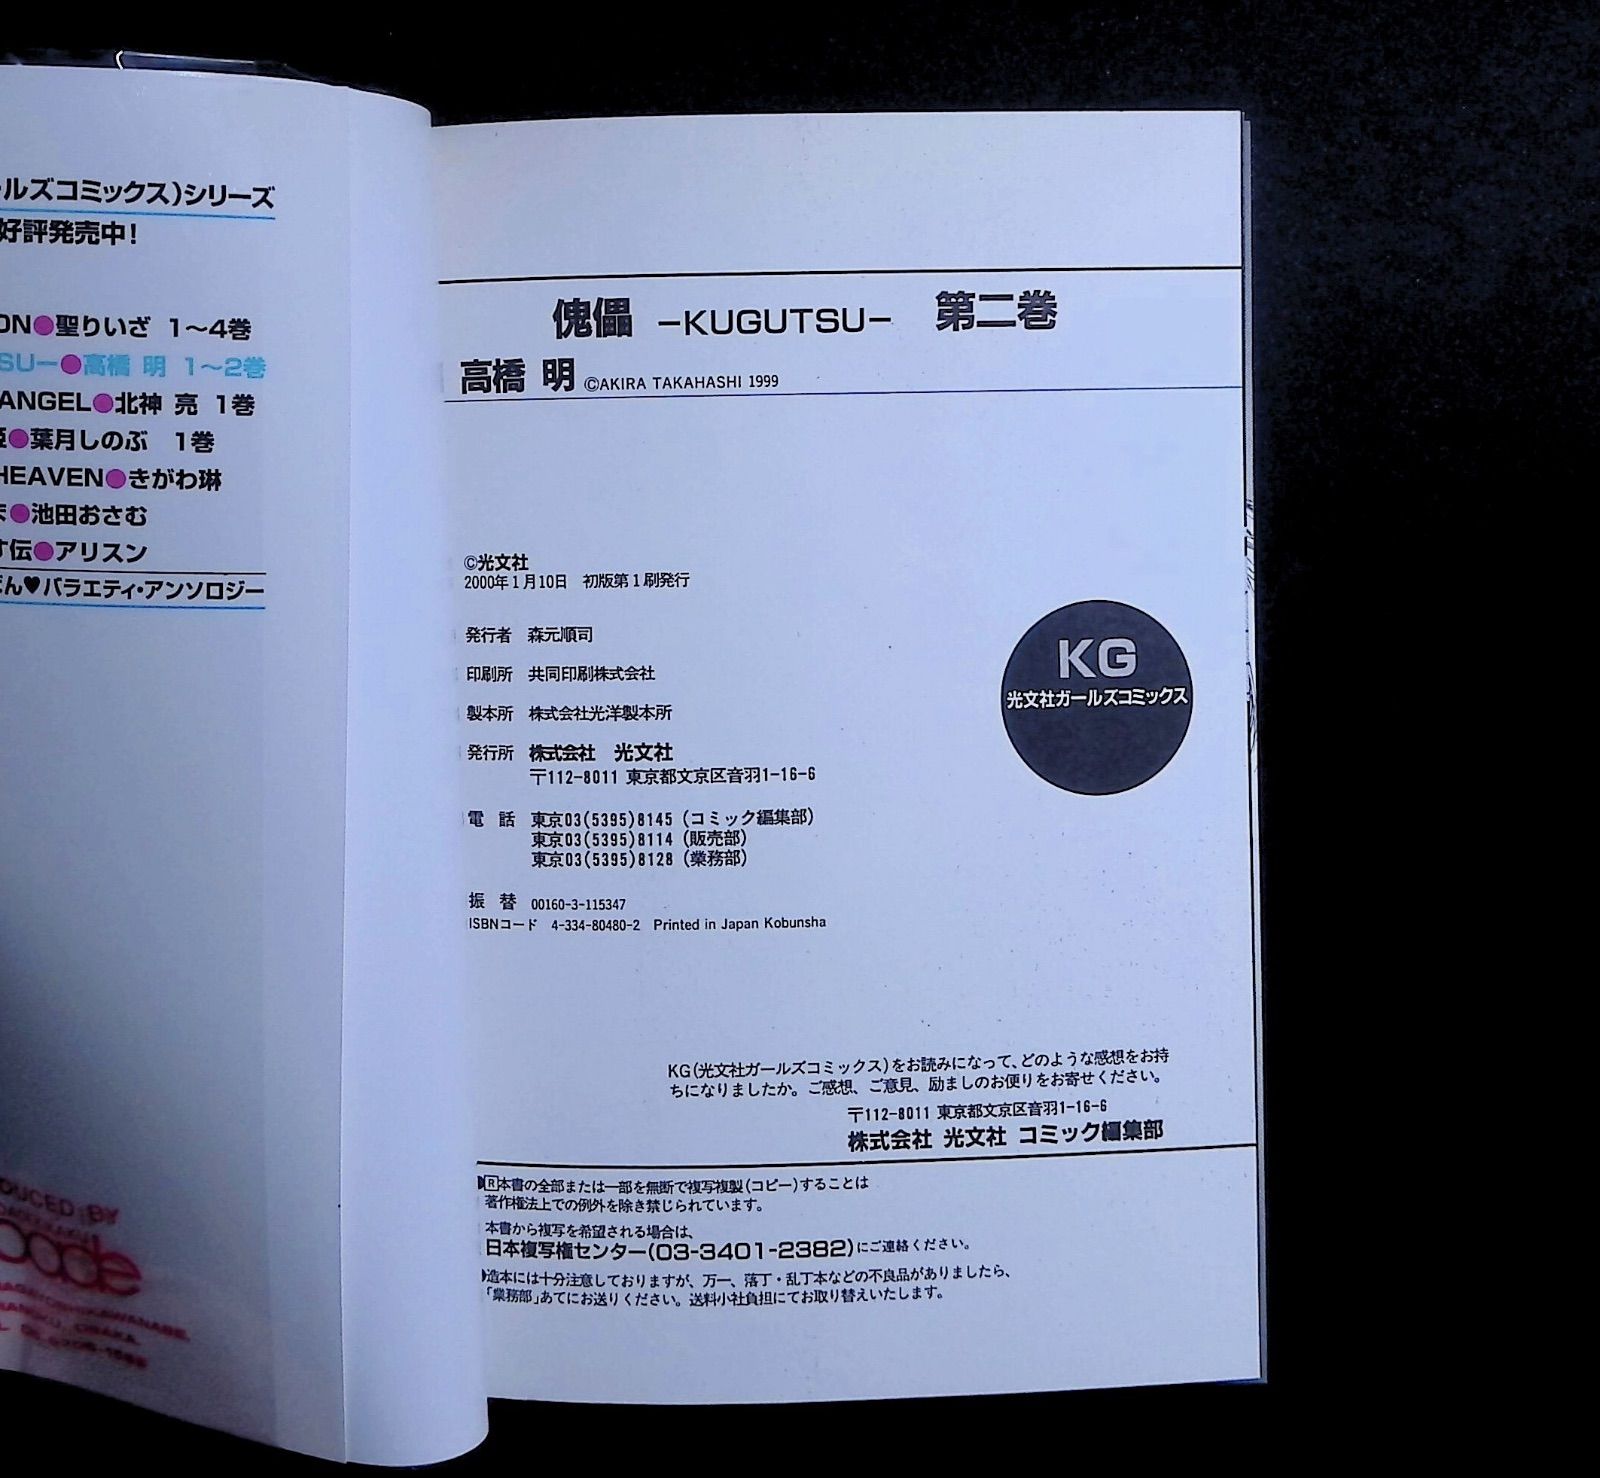 ルズコミックス)シリーズ
好評発売中!
ON●聖りいざ 1〜4巻
SU−●高橋 明 1〜2巻
ANGEL●北神 亮 1巻
●葉月しのぶ 1巻
HEAVEN●きがわ琳
●池田おさむ
伝●アリスン
ん♥バラエティ・アンソロジー
傀儡 −KUGUTSU− 第二巻
高橋 明 ©AKIRA TAKAHASHI 1999
©光文社
2000年1月10日 初版第1刷発行
発行者 森元順司
印刷所 共同印刷株式会社
製本所 株式会社光洋製本所
発行所 株式会社 光文社
〒112-8011 東京都文京区音羽1-16-6
電 話 東京03(5395)8145 (コミック編集部)
東京03(5395)8114 (販売部)
東京03(5395)8128 (業務部)
振 替 00160-3-115347
ISBNコード 4-334-80480-2 Printed in Japan Kobunsha
KG
光文社ガールズコミックス
KG(光文社ガールズコミックス)をお読みになって、どのような感想をお持
ちになりましたか。ご感想、ご意見、励ましのお便りをお寄せください。
〒112-8011 東京都文京区音羽1-16-6
株式会社 光文社 コミック編集部
R本書の全部または一部を無断で複写複製(コピー)することは
著作権法上での例外を除き禁じられています。
本書から複写を希望される場合は、
日本複写権センター(03-3401-2382)にご連絡ください。
造本には十分注意しておりますが、万一、落丁・乱丁本などの不良品がありましたら、
「業務部」あてにお送りください。送料小社負担にてお取り替えいたします。
DUCED BY